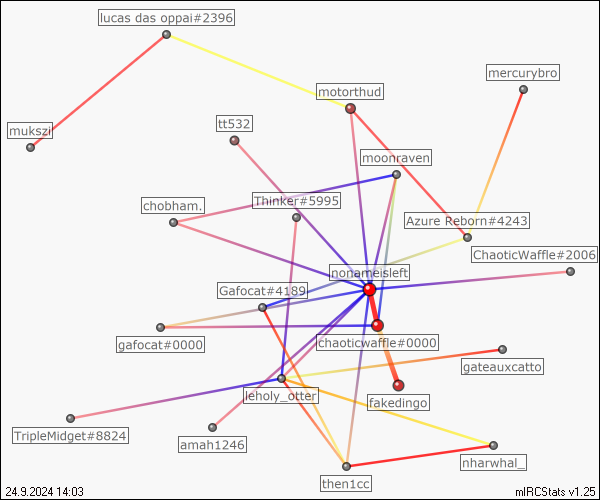 lucas das oppai#2396
mercurybro
motorthud
tt532
mukszi
moonraven
Thinker#5995
chobham.
Azure Reborn#4243
ChaoticWaffle#2006
nonameisleft
Gafocat#4189
chaoticwaffle#0000
gafocat#0000
gateauxcatto
leholy_otter
fakedingo
TripleMidget#8824
amah1246
nharwhal_
then1cc
24.9.2024 14:03
mIRCStats v1.25